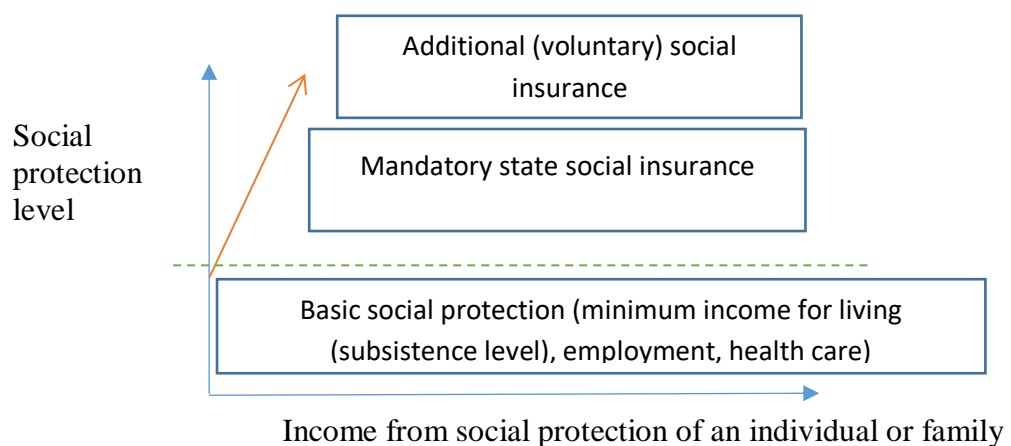 Additional (voluntary) social
insurance
Social
protection
level
Mandatory state social insurance
Basic social protection (minimum income for living
(subsistence level), employment, health care)
Income from social protection of an individual or family